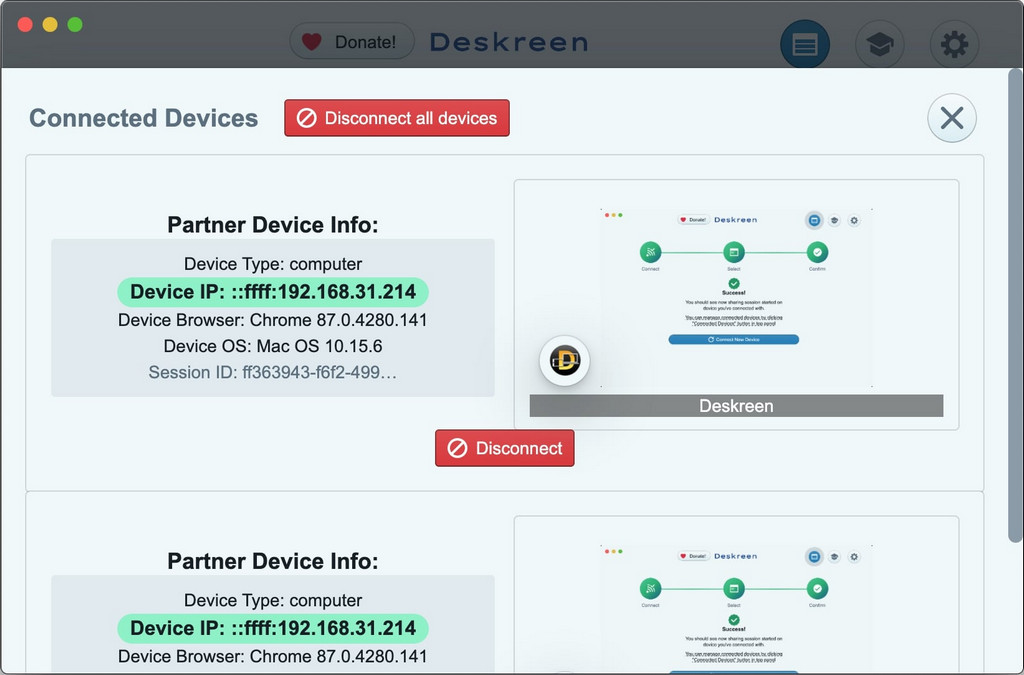 Donate!
Deskreen
Connected Devices
Disconnect all devices
Partner Device Info:
Device Type: computer
Device IP: ::ffff:192.168.31.214
Device Browser: Chrome 87.0.4280.141
Device OS: Mac OS 10.15.6
Session ID: ff363943-f6f2-499…
Donate!
Deskreen
Connect
Select
Confirm
Success!
You should see now sharing session started on
device you've connected with.
You can manage connected devices by clicking
"Connected Devices" button in top panel
Connect New Device
D
Deskreen
Disconnect
Partner Device Info:
Device Type: computer
Device IP: ::ffff:192.168.31.214
Device Browser: Chrome 87.0.4280.141
Donate!
Deskreen
Connect
Select
Confirm
Success!
You should see now sharing session started on
device you've connected with.
You can manage connected devices by clicking
"Connected Devices" button in top panel